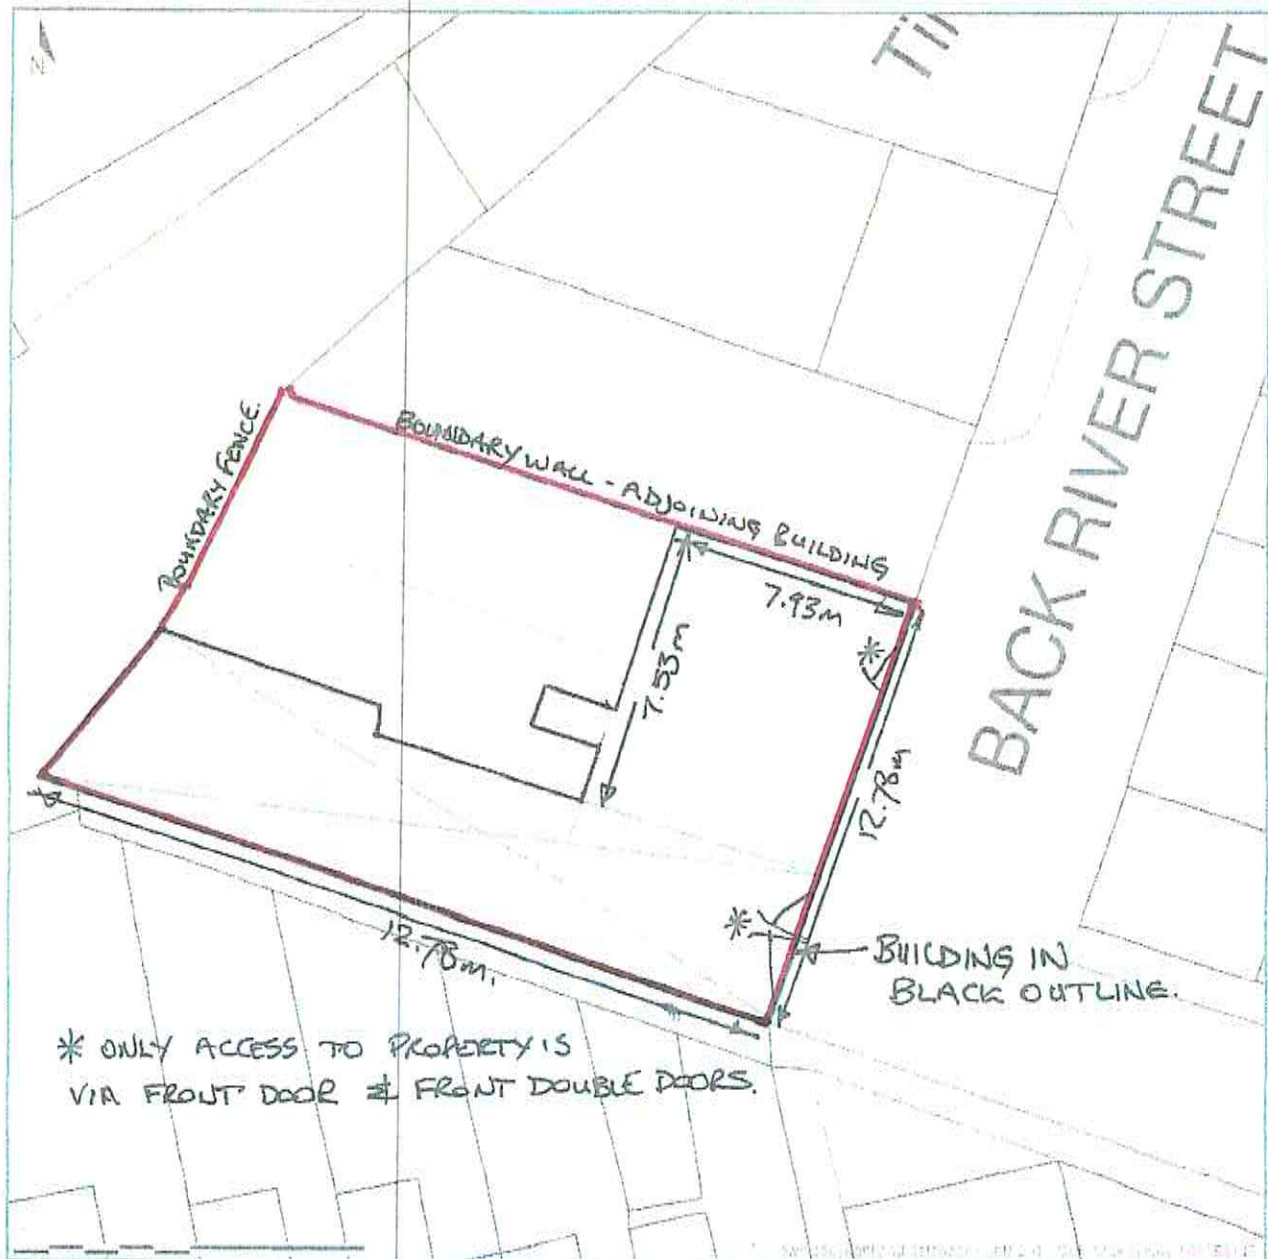 N
Tir
BACK RIVER STREET
BOUNDARY FENCE.
BOUNDARY WALL - ADJOINING BUILDING
7.93m
7.53m
12.78m
12.78m.
BUILDING IN
BLACK OUTLINE.
* ONLY ACCESS TO PROPERTY IS
VIA FRONT DOOR & FRONT DOUBLE DOORS.